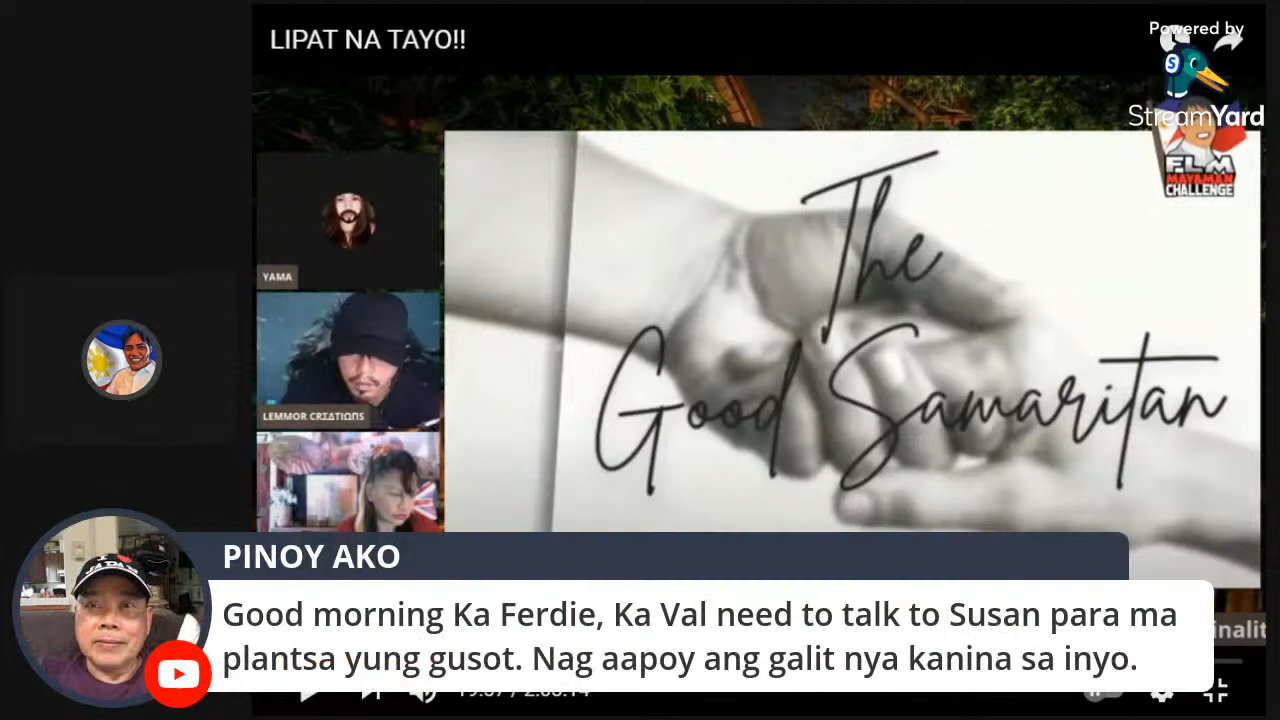 LIPAT NA TAYO!!
Powered by
StreamYard
F.L.M
MAYAMAN
CHALLENGE
The
Good Samaritan
YAMA
LEMMOR CRΣΔTIΩΠS
PINOY AKO
Good morning Ka Ferdie, Ka Val need to talk to Susan para ma
plantsa yung gusot. Nag aapoy ang galit nya kanina sa inyo.